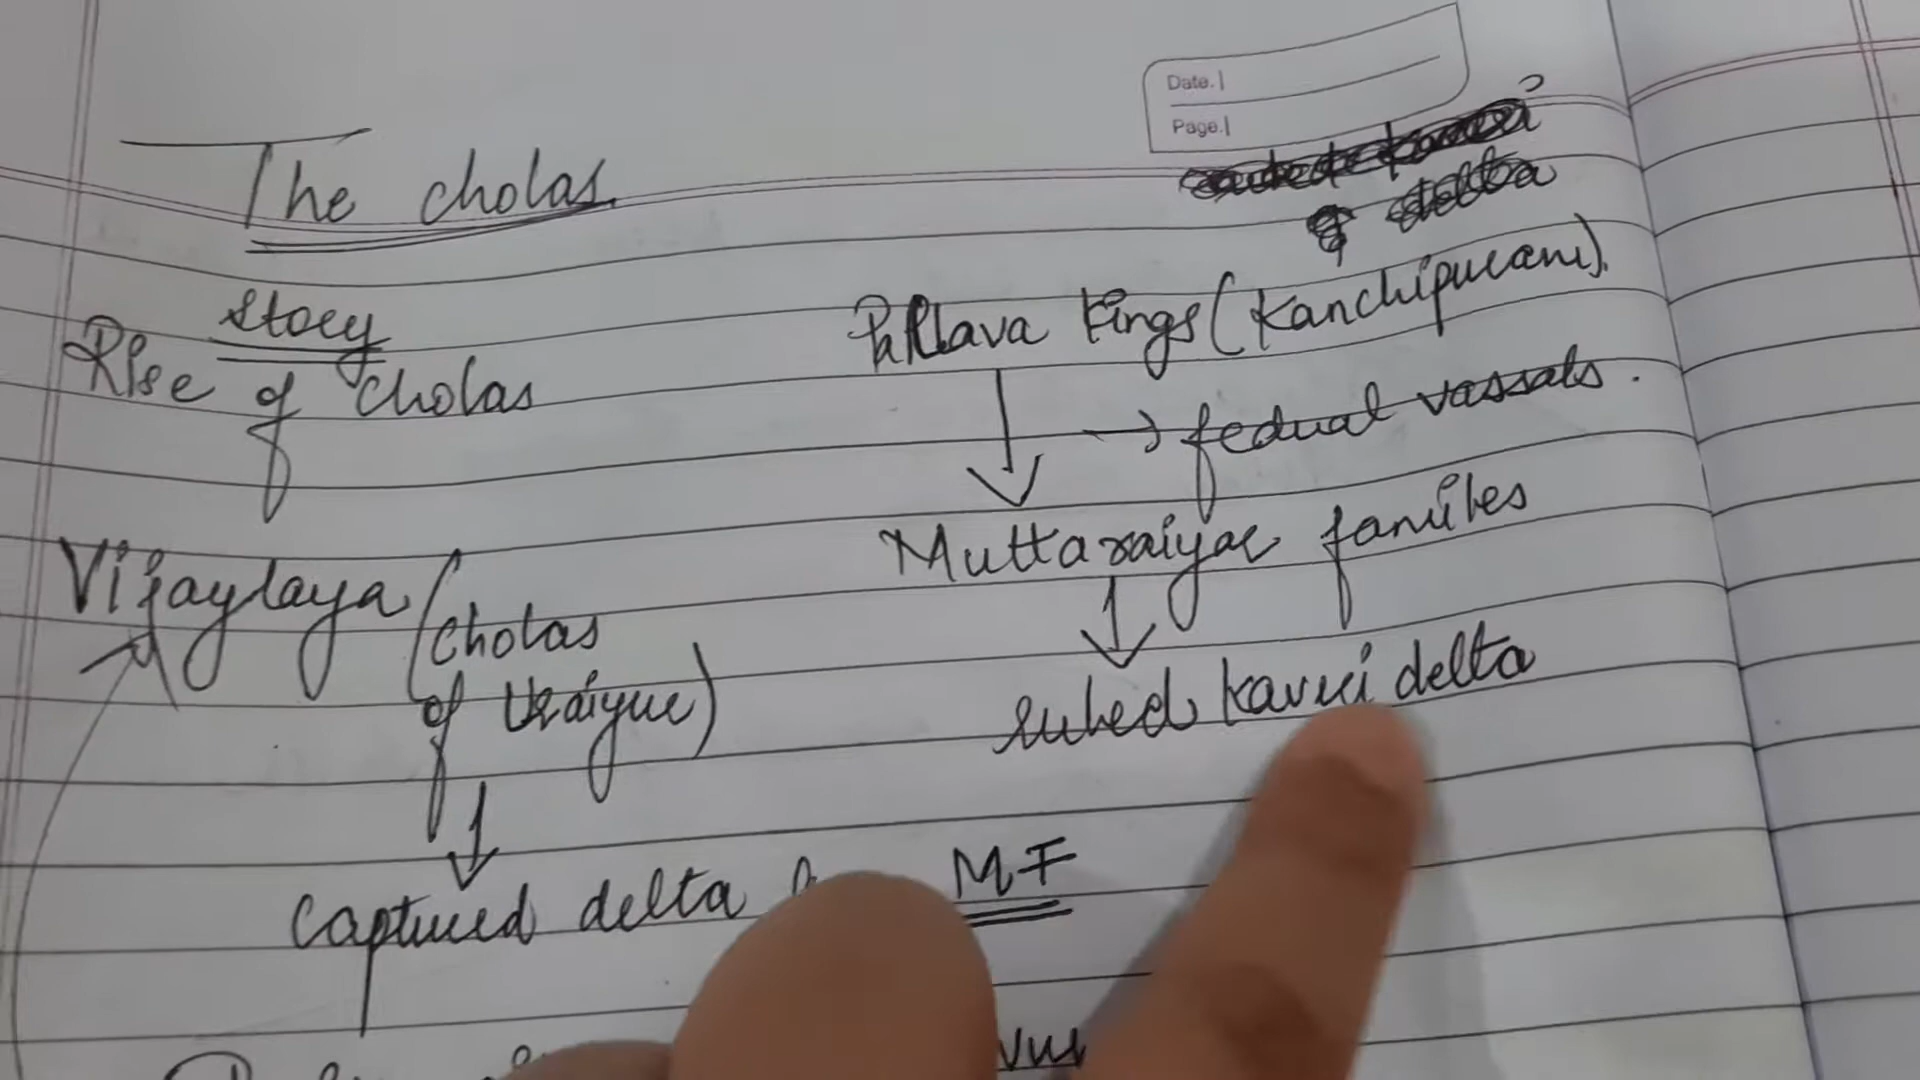 Date.
Page.
The cholas
Story
Rise of Cholas
Pallava Kings (Kanchipuram).
→ fedual vassals.
Muttaraiyar families
ruled kaveri delta
Vijaylaya (Cholas
of Uraiyur)
Captured delta MF